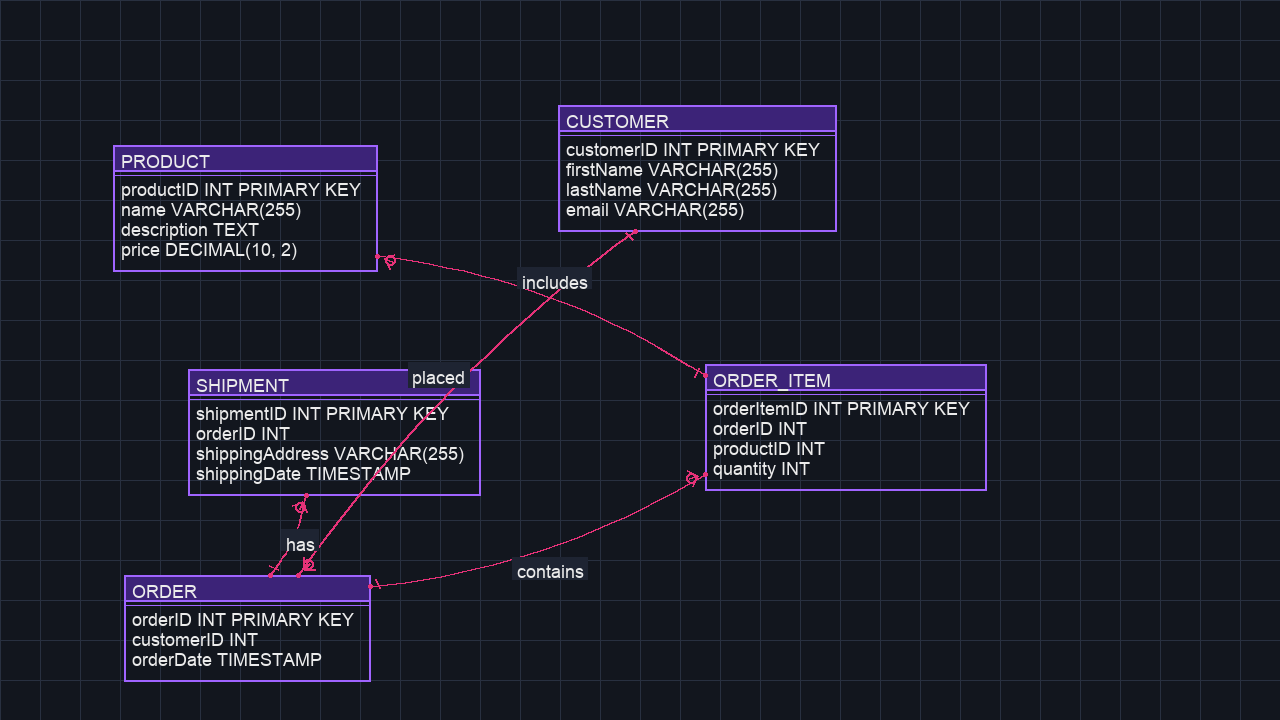 CUSTOMER
customerID INT PRIMARY KEY
firstName VARCHAR(255)
lastName VARCHAR(255)
email VARCHAR(255)
PRODUCT
productID INT PRIMARY KEY
name VARCHAR(255)
description TEXT
price DECIMAL(10, 2)
includes
placed
SHIPMENT
shipmentID INT PRIMARY KEY
orderID INT
shippingAddress VARCHAR(255)
shippingDate TIMESTAMP
ORDER_ITEM
orderItemID INT PRIMARY KEY
orderID INT
productID INT
quantity INT
has
contains
ORDER
orderID INT PRIMARY KEY
customerID INT
orderDate TIMESTAMP